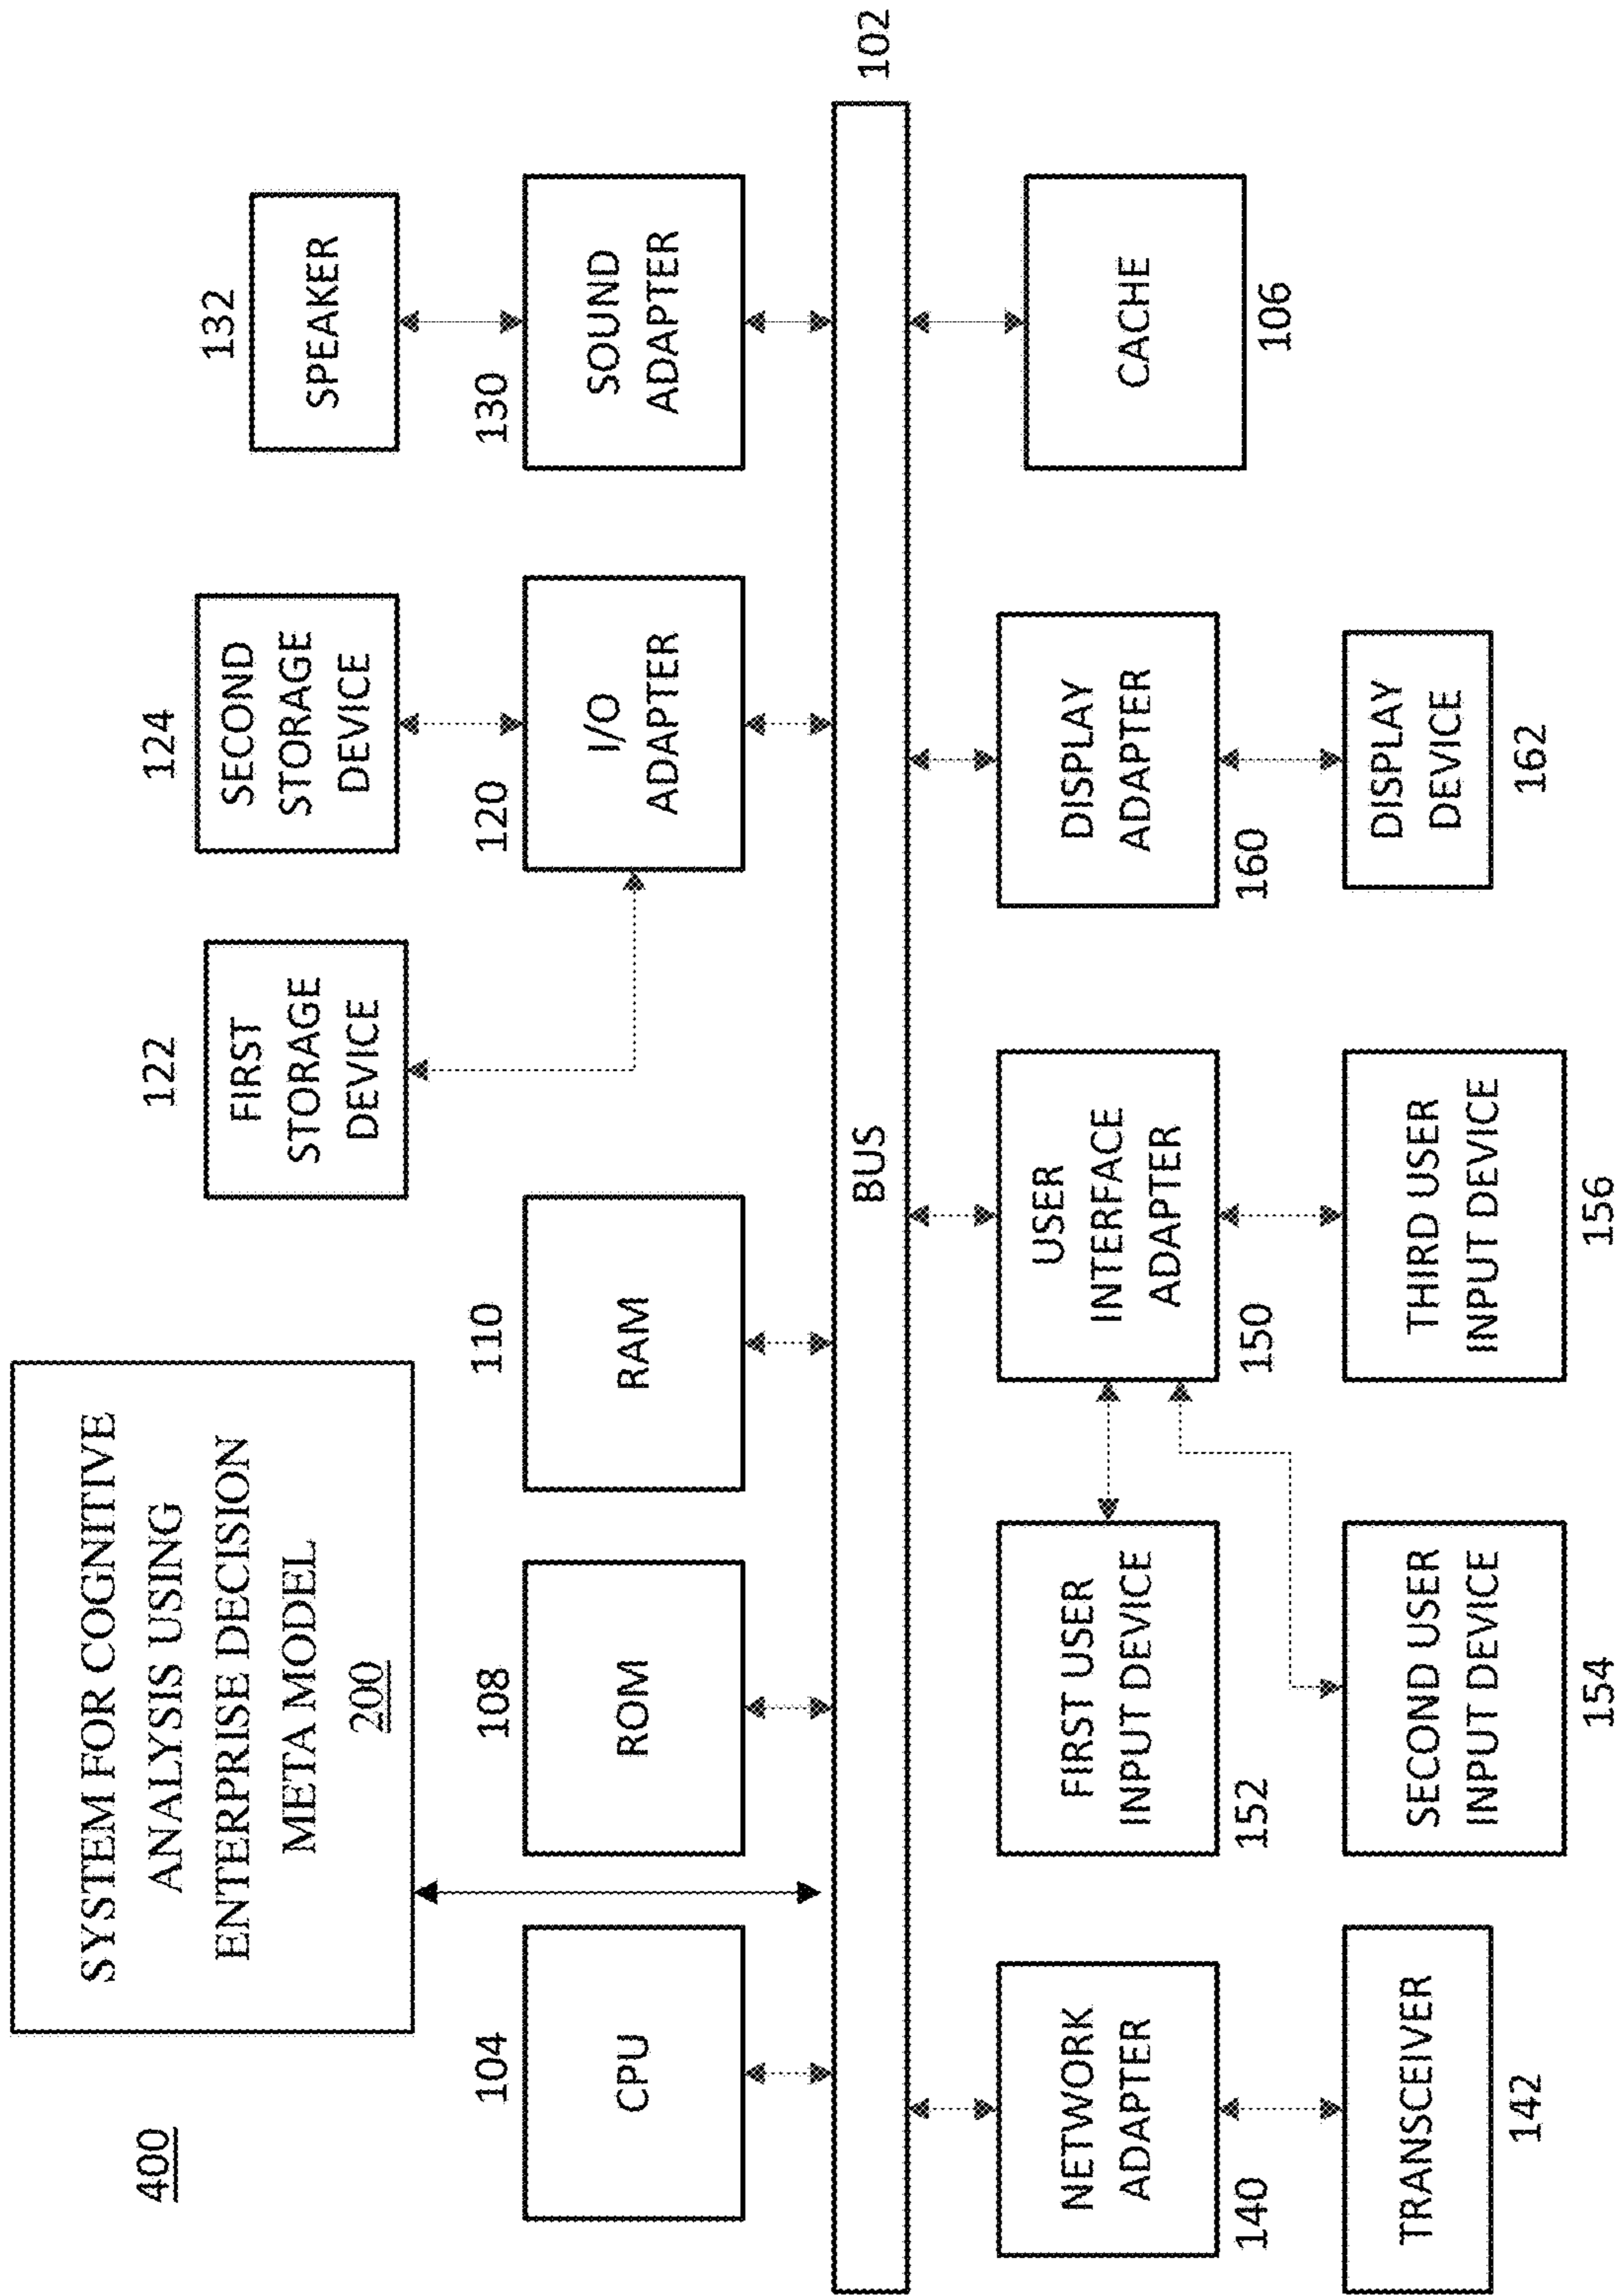 400
SYSTEM FOR COGNITIVE
ANALYSIS USING
ENTERPRISE DECISION
META MODEL
200
122
FIRST
STORAGE
DEVICE
124
SECOND
STORAGE
DEVICE
132
SPEAKER
104
CPU
108
ROM
110
RAM
120
I/O
ADAPTER
130
SOUND
ADAPTER
BUS
102
NETWORK
ADAPTER
140
FIRST USER
INPUT DEVICE
152
USER
INTERFACE
ADAPTER
150
DISPLAY
ADAPTER
160
CACHE
106
TRANSCEIVER
142
SECOND USER
INPUT DEVICE
154
THIRD USER
INPUT DEVICE
156
DISPLAY
DEVICE
162